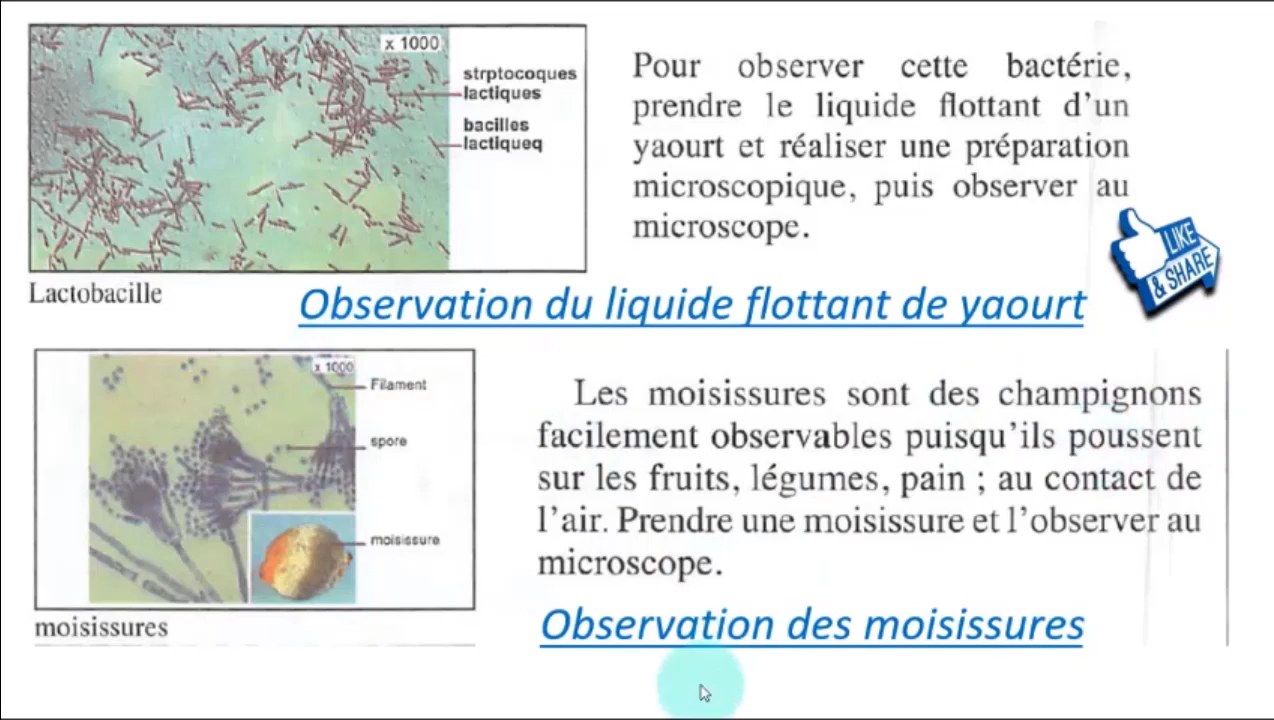 x 1000
strptocoques
lactiques
bacilles
lactiqueq
Lactobacille
Pour observer cette bactérie,
prendre le liquide flottant d'un
yaourt et réaliser une préparation
microscopique, puis observer au
microscope.
LIKE
& SHARE
Observation du liquide flottant de yaourt
x 1000
Filament
spore
moisissure
moisissures
Les moisissures sont des champignons
facilement observables puisqu'ils poussent
sur les fruits, légumes, pain ; au contact de
l'air. Prendre une moisissure et l'observer au
microscope.
Observation des moisissures